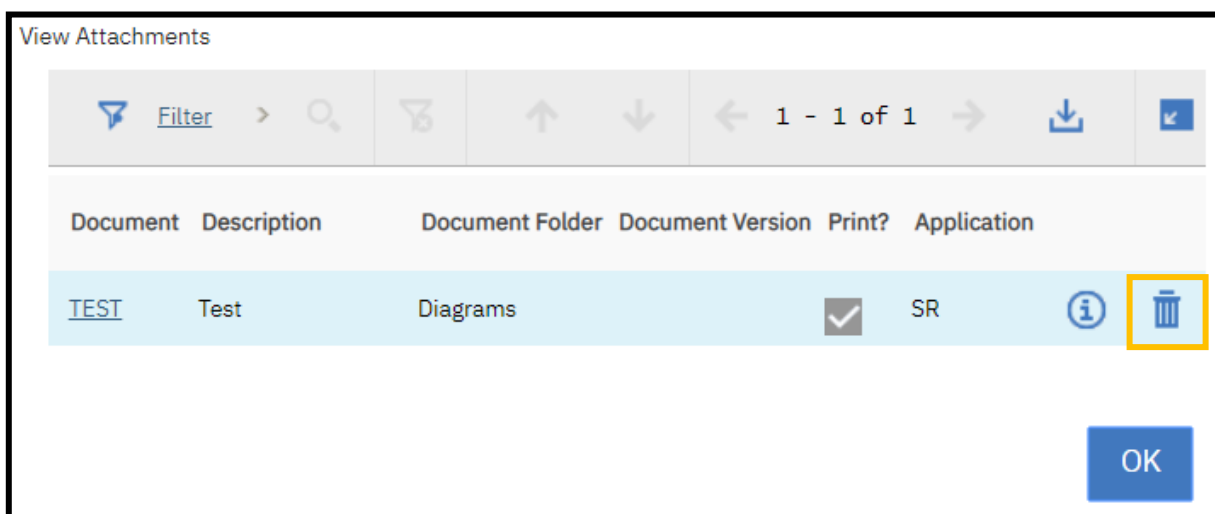 View Attachments
Filter > 1 - 1 of 1
Document Description Document Folder Document Version Print? Application
TEST Test Diagrams SR
OK